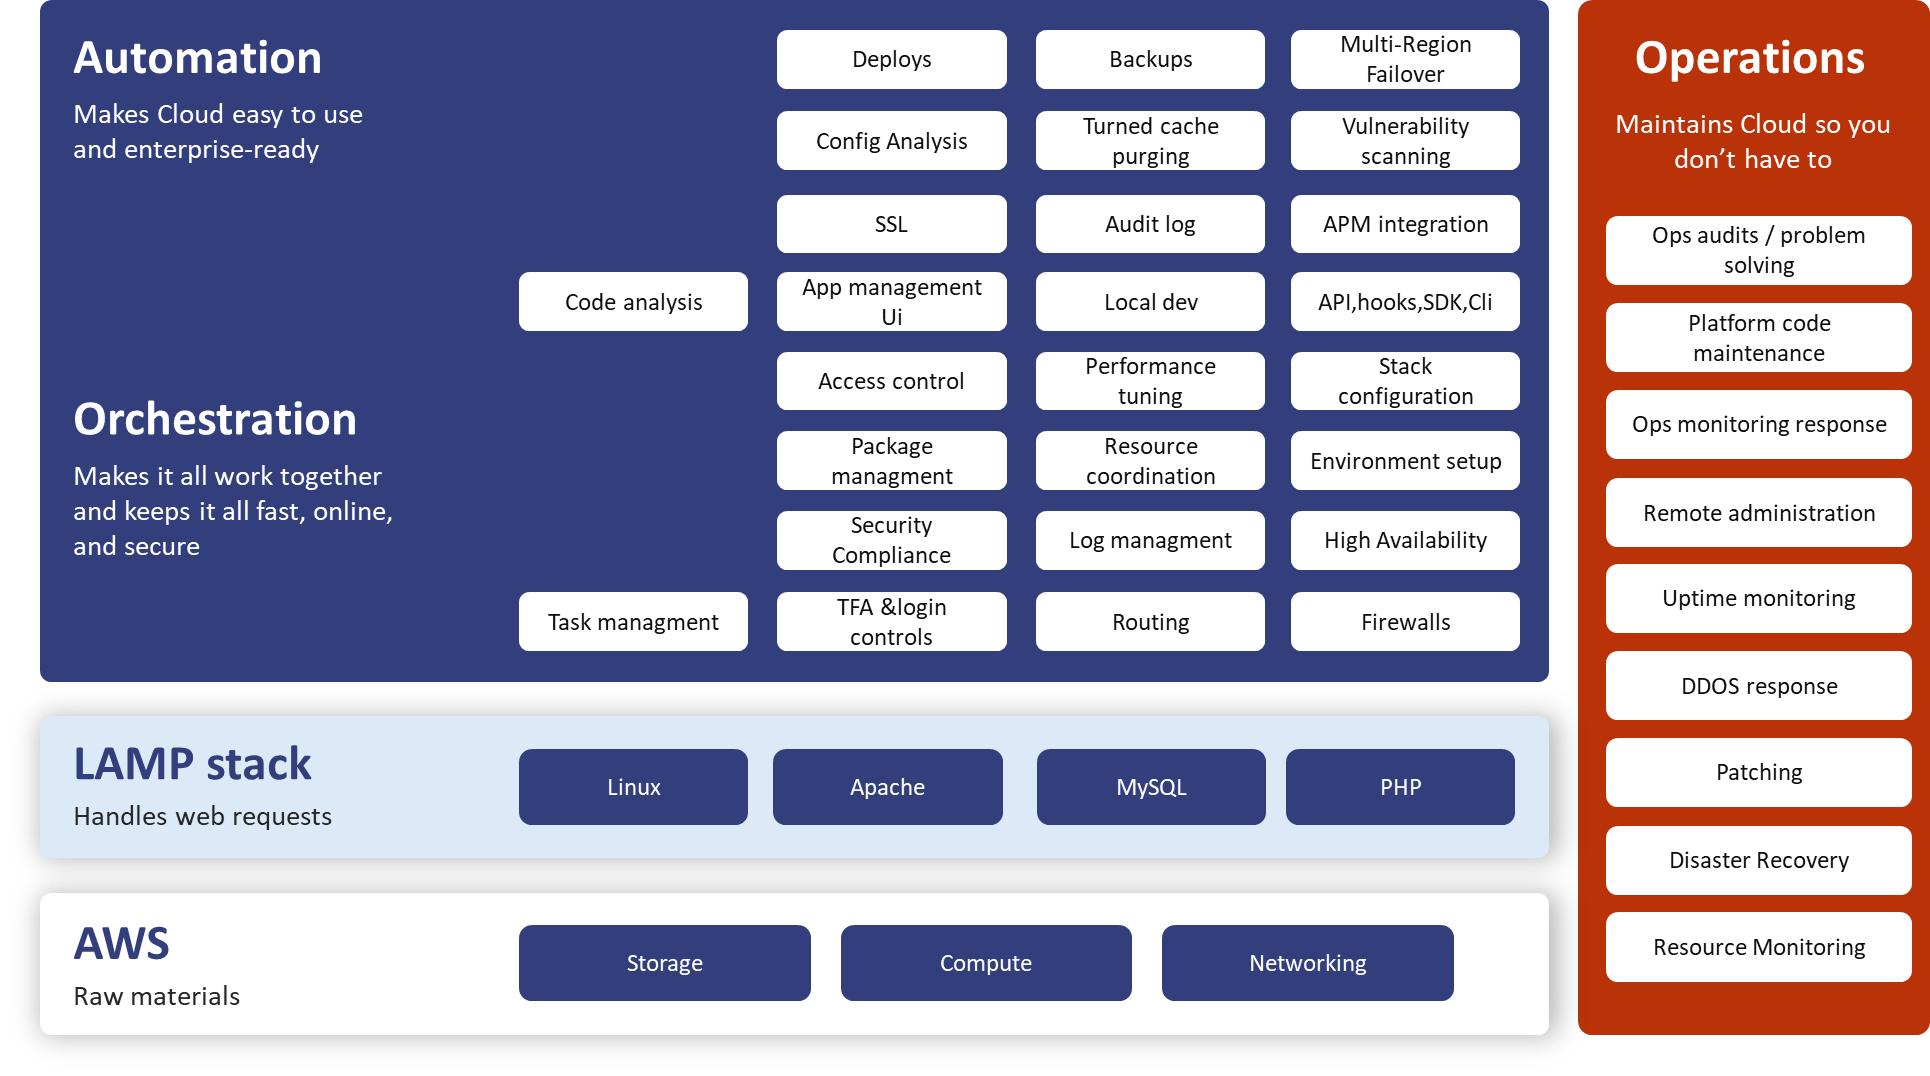 Automation
Makes Cloud easy to use
and enterprise-ready
Deploys
Backups
Multi-Region
Failover
Config Analysis
Turned cache
purging
Vulnerability
scanning
SSL
Audit log
APM integration
Code analysis
App management
Ui
Local dev
API,hooks,SDK,Cli
Orchestration
Makes it all work together
and keeps it all fast, online,
and secure
Access control
Performance
tuning
Stack
configuration
Package
managment
Resource
coordination
Environment setup
Security
Compliance
Log managment
High Availability
Task managment
TFA &login
controls
Routing
Firewalls
LAMP stack
Handles web requests
Linux
Apache
MySQL
PHP
AWS
Raw materials
Storage
Compute
Networking
Operations
Maintains Cloud so you
don’t have to
Ops audits / problem
solving
Platform code
maintenance
Ops monitoring response
Remote administration
Uptime monitoring
DDOS response
Patching
Disaster Recovery
Resource Monitoring